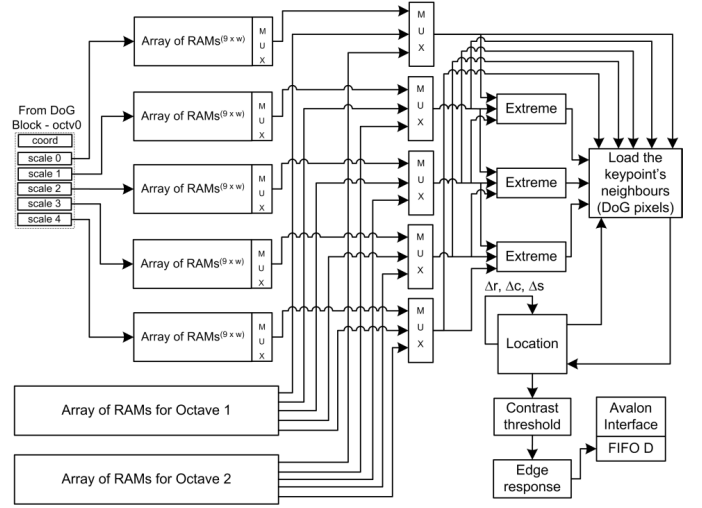 From DoG
Block - octv0
coord
scale 0
scale 1
scale 2
scale 3
scale 4
Array of RAMs(9 x w)
M
U
X
Array of RAMs(9 x w)
M
U
X
Array of RAMs(9 x w)
M
U
X
Array of RAMs(9 x w)
M
U
X
Array of RAMs(9 x w)
M
U
X
Array of RAMs for Octave 1
Array of RAMs for Octave 2
M
U
X
M
U
X
M
U
X
M
U
X
M
U
X
Extreme
Extreme
Extreme
Load the
keypoint's
neighbours
(DoG pixels)
Δr, Δc, Δs
Location
Contrast
threshold
Edge
response
Avalon
Interface
FIFO D